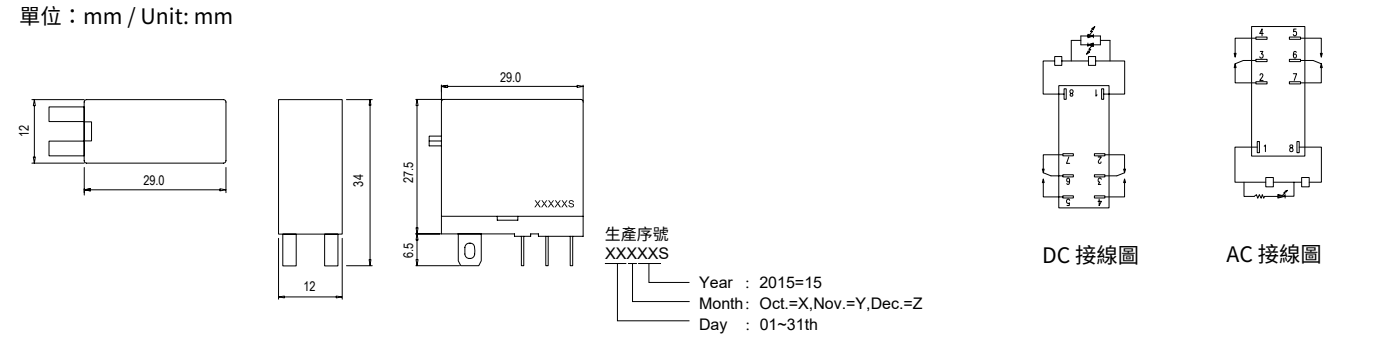 單位：mm / Unit: mm
29.0
12
29.0
34
12
27.5
6.5
XXXXXS
生產序號
XXXXXS
Year : 2015=15
Month: Oct.=X,Nov.=Y,Dec.=Z
Day : 01~31th
8 1
7 2
6 3
5 4
DC 接線圖
4 5
3 6
2 7
1 8
AC 接線圖